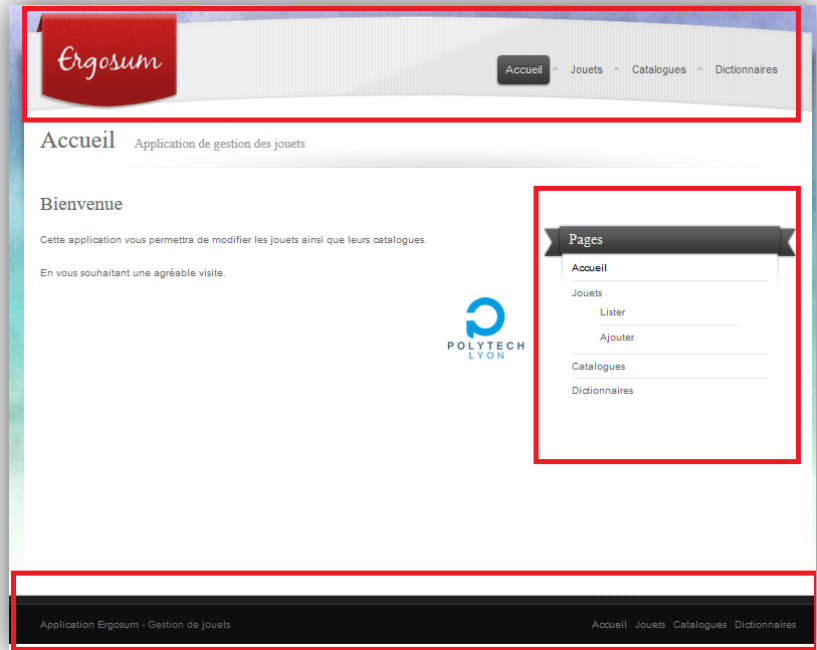 Ergosum
Accueil Jouets Catalogues Dictionnaires
Accueil Application de gestion des jouets
Bienvenue
Cette application vous permettra de modifier les jouets ainsi que leurs catalogues.
En vous souhaitant une agréable visite.
POLYTECH
LYON
Pages
Accueil
Jouets
Lister
Ajouter
Catalogues
Dictionnaires
Application Ergosum - Gestion de jouets
Accueil Jouets Catalogues Dictionnaires